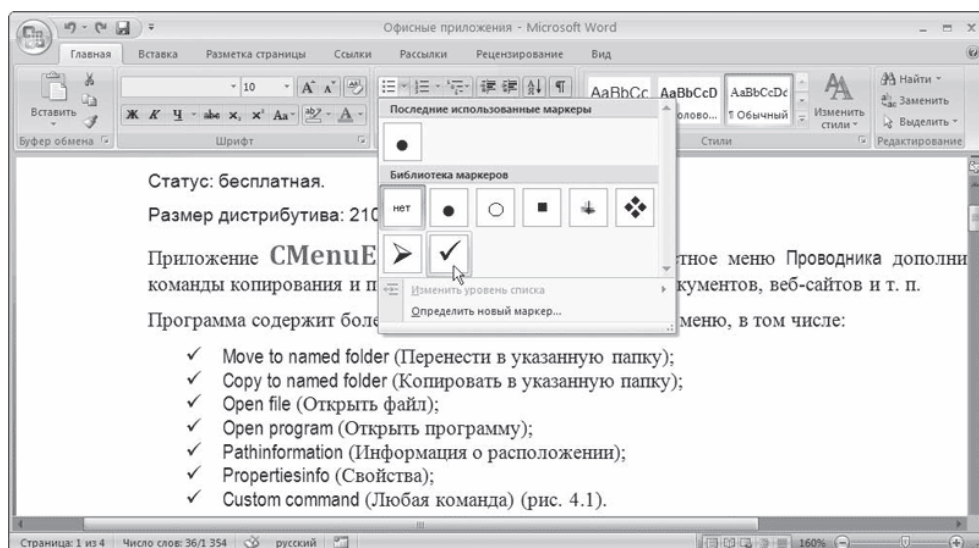 Офисные приложения - Microsoft Word
Главная Вставка Разметка страницы Ссылки Рассылки Рецензирование Вид
Вставить
10
Ж К Ч abc x₂ x² Aa
AaBbCc AaBbCcD AaBbCcDc
¶ Обычный
Изменить стили
Найти
Заменить
Выделить
Буфер обмена Шрифт Стили Редактирование
Последние использованные маркеры
Библиотека маркеров
нет
Изменить уровень списка
Определить новый маркер...
Статус: бесплатная.
Размер дистрибутива: 210
Приложение CMenuE тное меню Проводника дополни
команды копирования и п кументов, веб-сайтов и т. п.
Программа содержит боле меню, в том числе:
✓ Move to named folder (Перенести в указанную папку);
✓ Copy to named folder (Копировать в указанную папку);
✓ Open file (Открыть файл);
✓ Open program (Открыть программу);
✓ Pathinformation (Информация о расположении);
✓ Propertiesinfo (Свойства);
✓ Custom command (Любая команда) (рис. 4.1).
Страница: 1 из 4 Число слов: 36/1 354 русский 160%